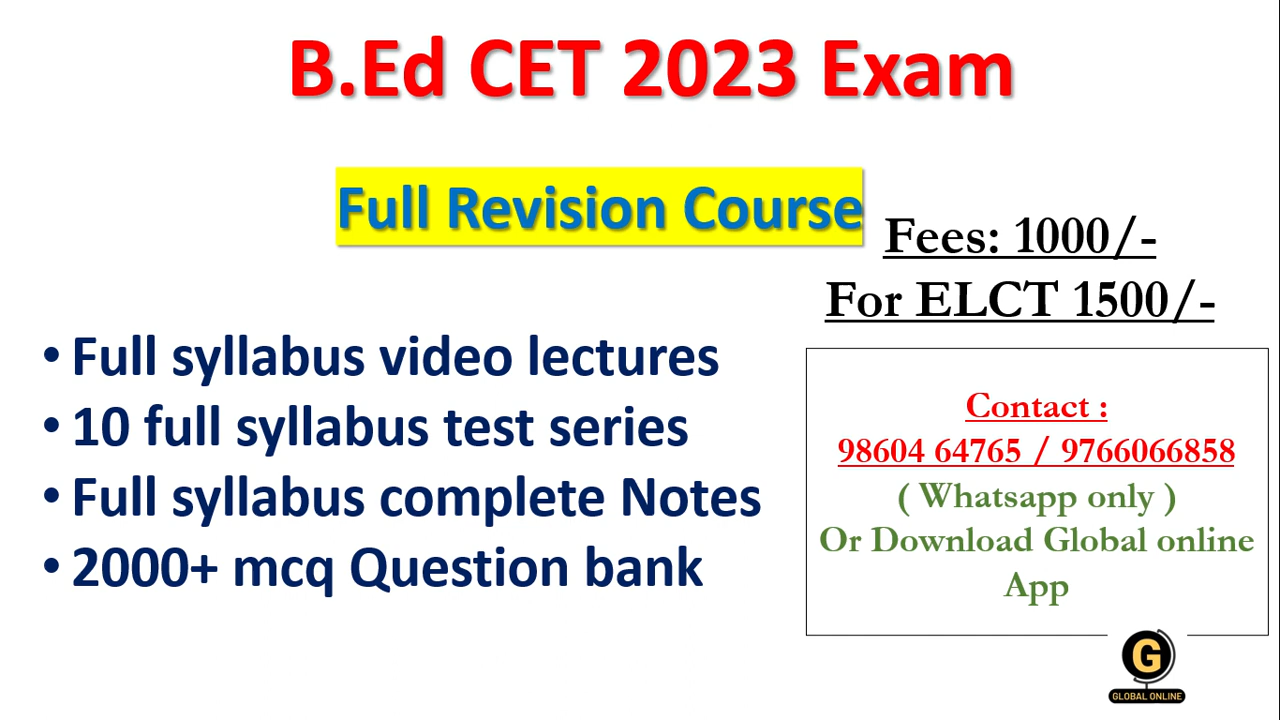 B.Ed CET 2023 Exam
Full Revision Course
Fees: 1000/-
For ELCT 1500/-
• Full syllabus video lectures
• 10 full syllabus test series
• Full syllabus complete Notes
• 2000+ mcq Question bank
Contact :
98604 64765 / 9766066858
( Whatsapp only )
Or Download Global online
App
G
GLOBAL ONLINE